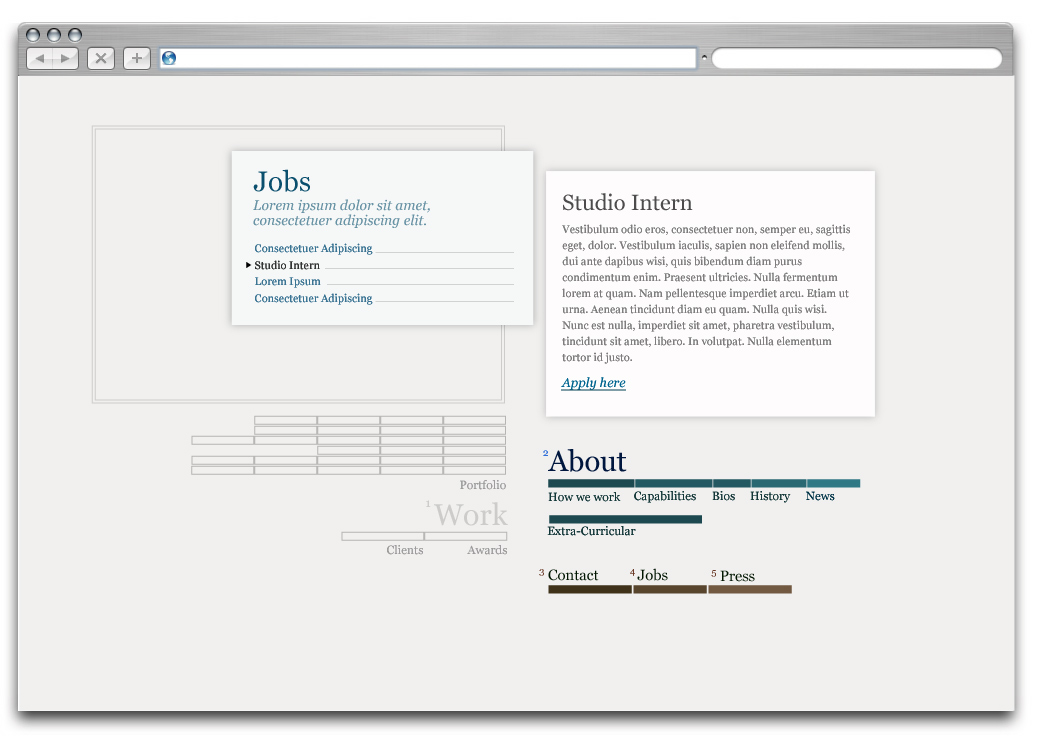 Jobs
Lorem ipsum dolor sit amet,
consectetuer adipiscing elit.
Consectetuer Adipiscing
Studio Intern
Lorem Ipsum
Consectetuer Adipiscing
Studio Intern
Vestibulum odio eros, consectetuer non, semper eu, sagittis
eget, dolor. Vestibulum iaculis, sapien non eleifend mollis,
dui ante dapibus wisi, quis bibendum diam purus
condimentum enim. Praesent ultricies. Nulla fermentum
lorem at quam. Nam pellentesque imperdiet arcu. Etiam ut
urna. Aenean tincidunt diam eu quam. Nulla quis wisi.
Nunc est nulla, imperdiet sit amet, pharetra vestibulum,
tincidunt sit amet, libero. In volutpat. Nulla elementum
tortor id justo.
Apply here
Portfolio
1 Work
Clients Awards
2 About
How we work Capabilities Bios History News
Extra-Curricular
3 Contact 4 Jobs 5 Press